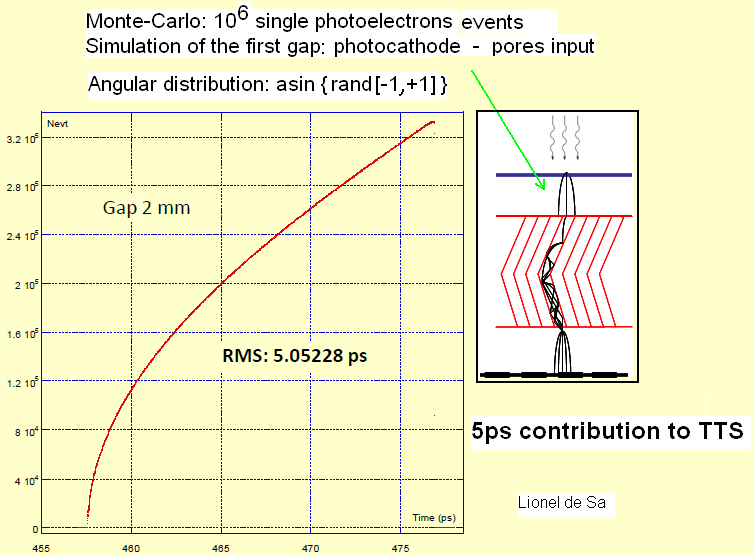 Monte-Carlo: 10⁶ single photoelectrons events
Simulation of the first gap: photocathode - pores input
Angular distribution: asin {rand[-1,+1]}
Nevt
3.2 10⁵
2.8 10⁵
Gap 2 mm
2.4 10⁵
2 10⁵
1.6 10⁵
RMS: 5.05228 ps
1.2 10⁵
8 10⁴
5ps contribution to TTS
4 10⁴
Lionel de Sa
0
Time (ps)
455 460 465 470 475